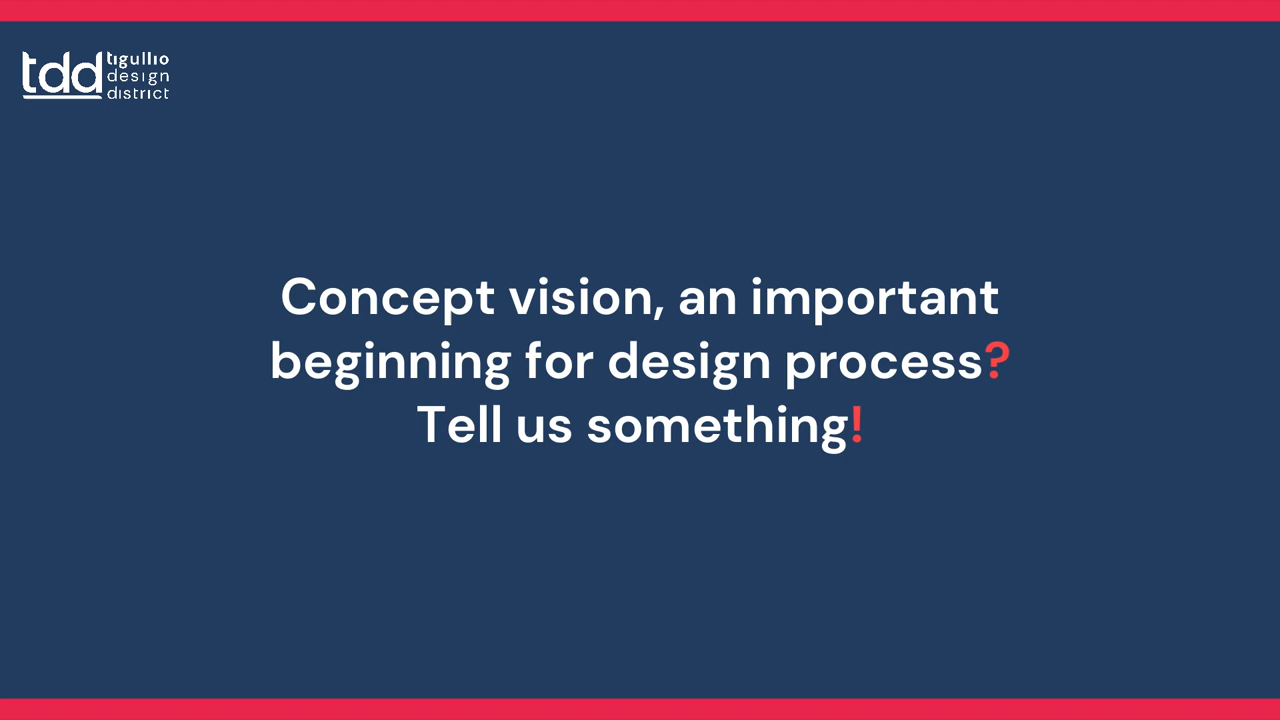 tdd
tigullio
design
district
Concept vision, an important
beginning for design process?
Tell us something!